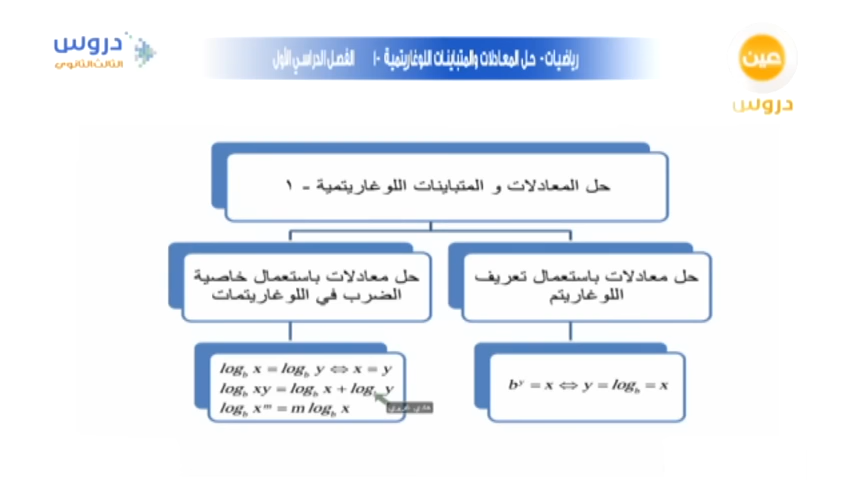 دروس
الثالث الثانوي
رياضيات - حل المعادلات والمتباينات اللوغاريتمية -١ الفصل الدراسي الأول
عين
دروس
حل المعادلات و المتباينات اللوغاريتمية - ١
حل معادلات باستعمال تعريف
اللوغاريتم
b^y = x ⇔ y = log_b = x
حل معادلات باستعمال خاصية
الضرب في اللوغاريتمات
log_b x = log_b y ⇔ x = y
log_b xy = log_b x + log_b y
log_b x^m = m log_b x